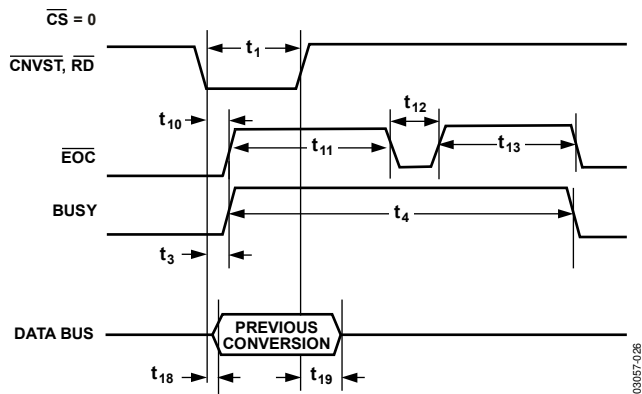 CS = 0
t1
CNVST, RD
t10
t12
EOC
t11
t13
BUSY
t4
t3
DATA BUS
PREVIOUS
CONVERSION
t18
t19
03057-026